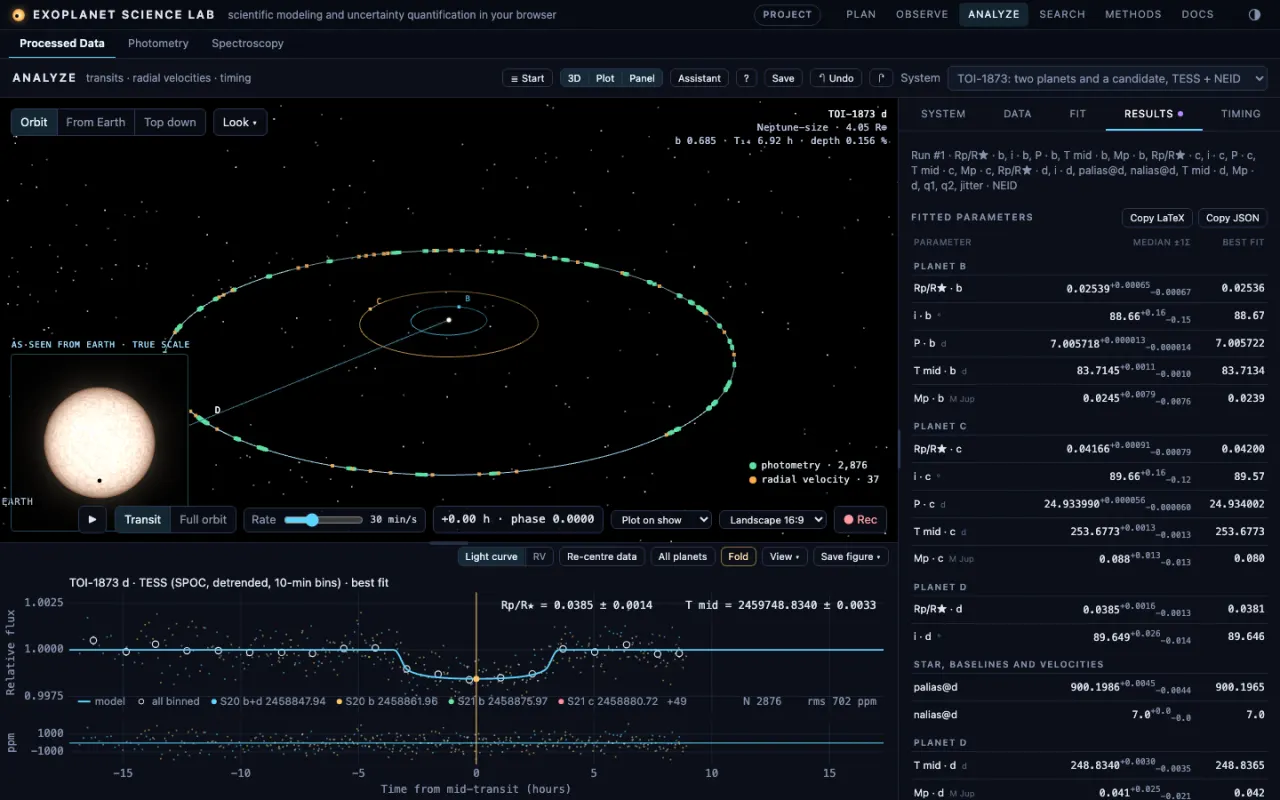 EXOPLANET SCIENCE LAB scientific modeling and uncertainty quantification in your browser PROJECT PLAN OBSERVE ANALYZE SEARCH METHODS DOCS
Processed Data Photometry Spectroscopy
ANALYZE transits · radial velocities · timing ≡ Start 3D Plot Panel Assistant ? Save Undo System TOI-1873: two planets and a candidate, TESS + NEID
Orbit From Earth Top down Look
TOI-1873 d
Neptune-size · 4.05 R⊕
b 0.685 · T₁₄ 6.92 h · depth 0.156 %
C
B
AS-SEEN FROM EARTH · TRUE SCALE
D
EARTH
photometry · 2,876
radial velocity · 37
Transit Full orbit Rate 30 min/s +0.00 h · phase 0.0000 Plot on show Landscape 16:9 Rec
Light curve RV Re-centre data All planets Fold View Save figure
TOI-1873 d · TESS (SPOC, detrended, 10-min bins) · best fit
Rp/R★ = 0.0385 ± 0.0014 T mid = 2459748.8340 ± 0.0033
Relative flux
1.0025
1.0000
0.9975
model all binned S20 b+d 2458847.94 S20 b 2458861.96 S21 b 2458875.97 S21 c 2458880.72 +49 N 2876 rms 702 ppm
ppm
1000
-1000
−15 −10 −5 0 5 10 15
Time from mid-transit (hours)
SYSTEM DATA FIT RESULTS TIMING
Run #1 · Rp/R★ · b, i · b, P · b, T mid · b, Mp · b, Rp/R★ · c, i · c, P · c,
T mid · c, Mp · c, Rp/R★ · d, i · d, palias@d, nalias@d, T mid · d, Mp ·
d, q1, q2, jitter · NEID
FITTED PARAMETERS Copy LaTeX Copy JSON
PARAMETER MEDIAN ±1Σ BEST FIT
PLANET B
Rp/R★ · b 0.02539+0.00065−0.00067 0.02536
i · b ° 88.66+0.16−0.15 88.67
P · b d 7.005718+0.000013−0.000014 7.005722
T mid · b d 83.7145+0.0011−0.0010 83.7134
Mp · b M Jup 0.0245+0.0079−0.0076 0.0239
PLANET C
Rp/R★ · c 0.04166+0.00091−0.00079 0.04200
i · c ° 89.66+0.16−0.12 89.57
P · c d 24.933990+0.000056−0.000060 24.934002
T mid · c d 253.6773+0.0013−0.0013 253.6773
Mp · c M Jup 0.088+0.013−0.013 0.080
PLANET D
Rp/R★ · d 0.0385+0.0016−0.0013 0.0381
i · d ° 89.649+0.026−0.014 89.646
STAR, BASELINES AND VELOCITIES
palias@d 900.1986+0.0045−0.0044 900.1965
nalias@d 7.0+0.0−0.0 7.0
PLANET D
T mid · d d 248.8340+0.0030−0.0035 248.8365
Mp · d M Jup 0.041+0.025−0.021 0.042